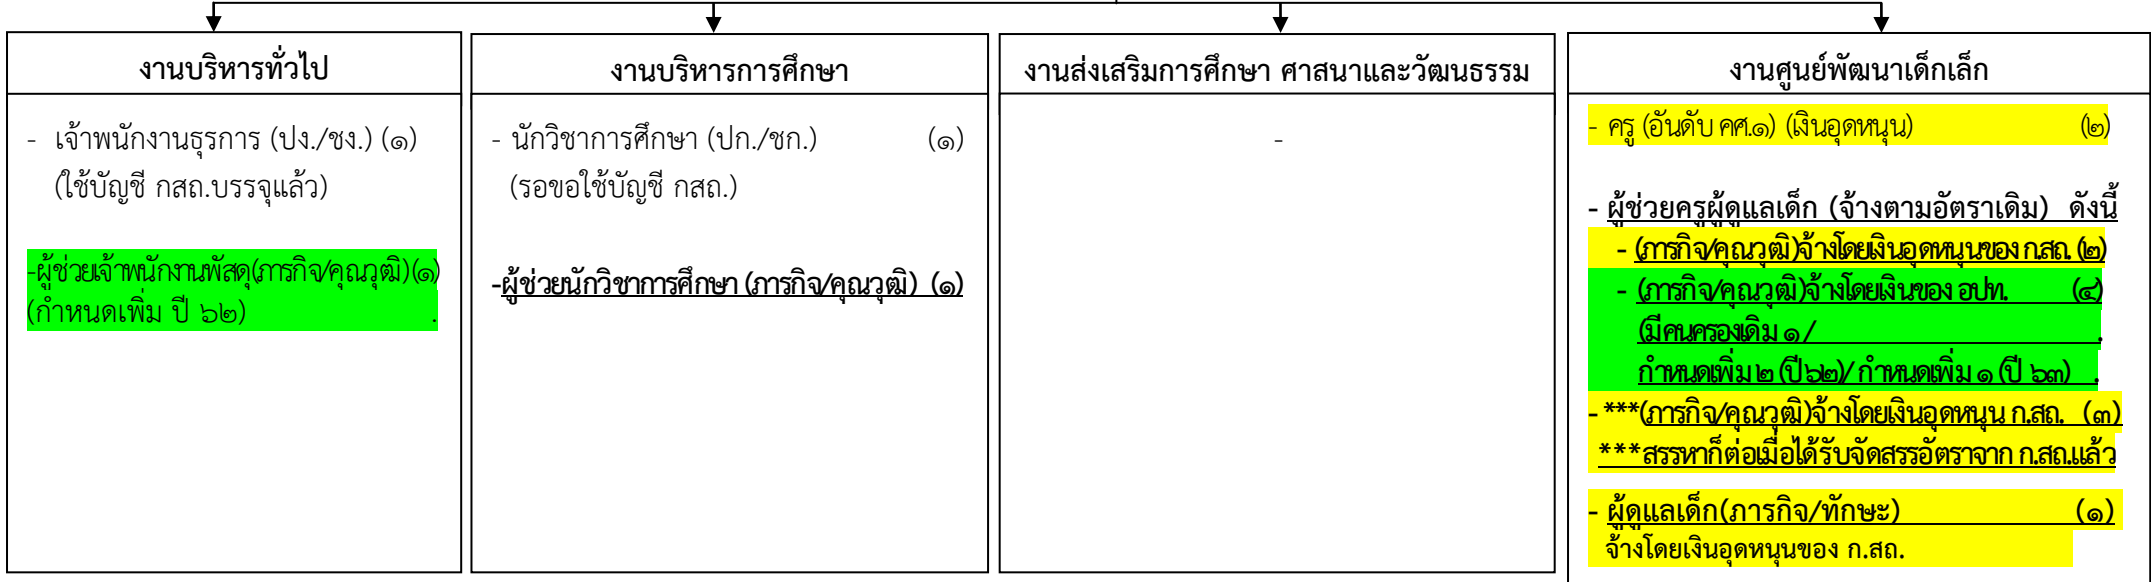 งานบริหารทั่วไป
- เจ้าพนักงานธุรการ (ปง./ชง.) (๑)
(ใช้บัญชี กสถ.บรรจุแล้ว)
-ผู้ช่วยเจ้าพนักงานพัสดุ(ภารกิจ/คุณวุฒิ)(๑)
(กำหนดเพิ่ม ปี ๖๒) .
งานบริหารการศึกษา
- นักวิชาการศึกษา (ปก./ชก.) (๑)
(รอขอใช้บัญชี กสถ.)
-ผู้ช่วยนักวิชาการศึกษา (ภารกิจ/คุณวุฒิ) (๑)
งานส่งเสริมการศึกษา ศาสนาและวัฒนธรรม
-
งานศูนย์พัฒนาเด็กเล็ก
- ครู (อันดับ คศ.๑) (เงินอุดหนุน) (๒)
- ผู้ช่วยครูผู้ดูแลเด็ก (จ้างตามอัตราเดิม) ดังนี้
- (ภารกิจ/คุณวุฒิ)จ้างโดยเงินอุดหนุนของ ก.สถ. (๒)
- (ภารกิจ/คุณวุฒิ)จ้างโดยเงินของ อปท. (๔)
(มีคนครองเดิม ๑ / .
กำหนดเพิ่ม ๒ (ปี๖๒)/ กำหนดเพิ่ม ๑ (ปี ๖๓) .
- ***(ภารกิจ/คุณวุฒิ)จ้างโดยเงินอุดหนุน ก.สถ. (๓)
***สรรหาก็ต่อเมื่อได้รับจัดสรรอัตราจาก ก.สถ.แล้ว
- ผู้ดูแลเด็ก(ภารกิจ/ทักษะ) (๑)
จ้างโดยเงินอุดหนุนของ ก.สถ.